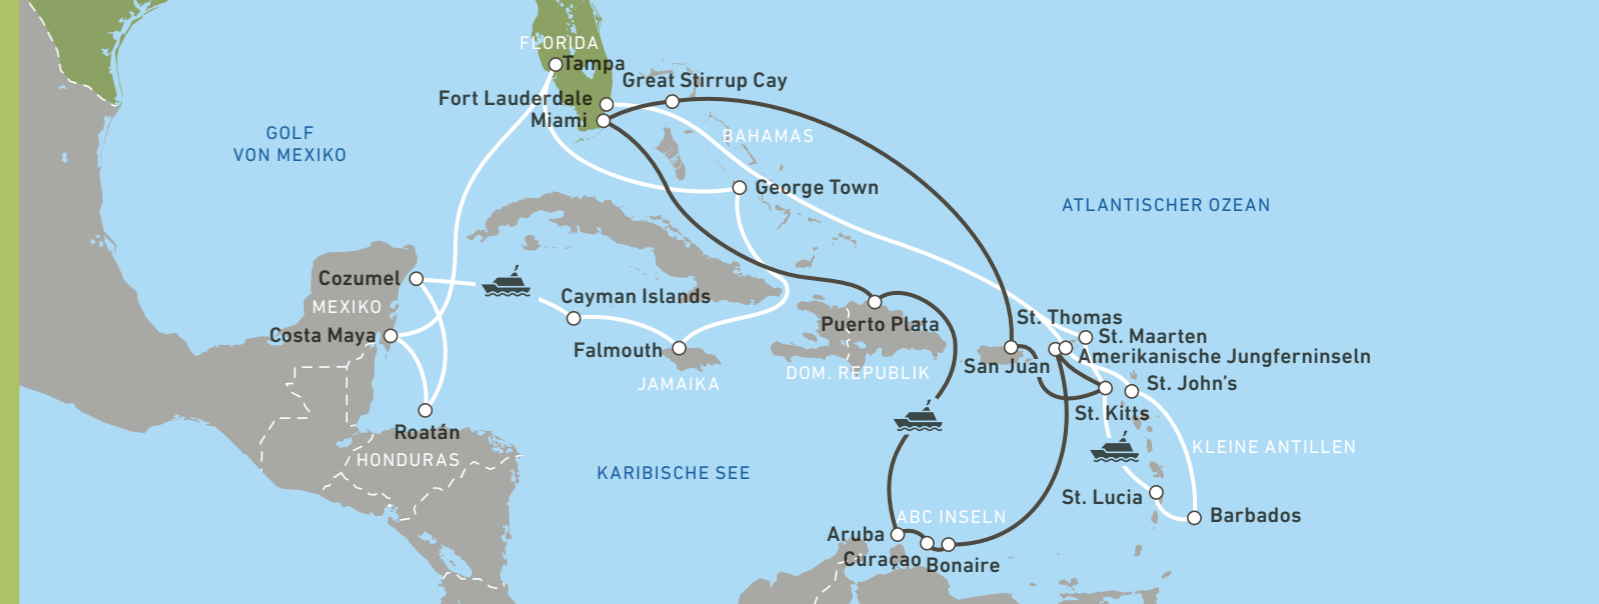 FLORIDA
Tampa
Great Stirrup Cay
Fort Lauderdale
Miami
GOLF
VON MEXIKO
BAHAMAS
George Town
ATLANTISCHER OZEAN
Cozumel
MEXIKO
Cayman Islands
Costa Maya
Puerto Plata
St. Thomas
St. Maarten
Falmouth
Amerikanische Jungferninseln
San Juan
DOM. REPUBLIK
JAMAIKA
St. John's
St. Kitts
Roatán
HONDURAS
KLEINE ANTILLEN
KARIBISCHE SEE
St. Lucia
ABC INSELN
Barbados
Aruba
Curaçao
Bonaire